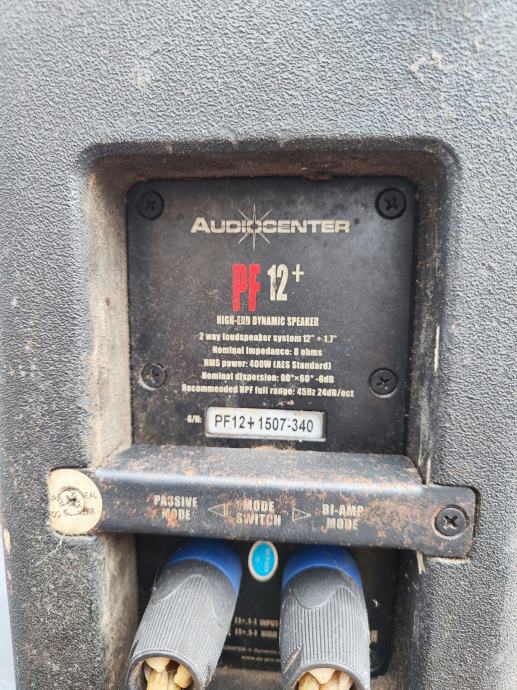 AUDIOCENTER
PF 12+
HIGH-END DYNAMIC SPEAKER
2 way loudspeaker system 12" + 1.7"
Nominal impedance: 8 ohms
RMS power: 400W (AES Standard)
Nominal dispersion: 90°×60° -6dB
Recommended HPF full range: 45Hz 24dB/oct
S/N: PF12+1507-340
PASSIVE MODE
MODE SWITCH
BI-AMP MODE
INPUT
HIGH